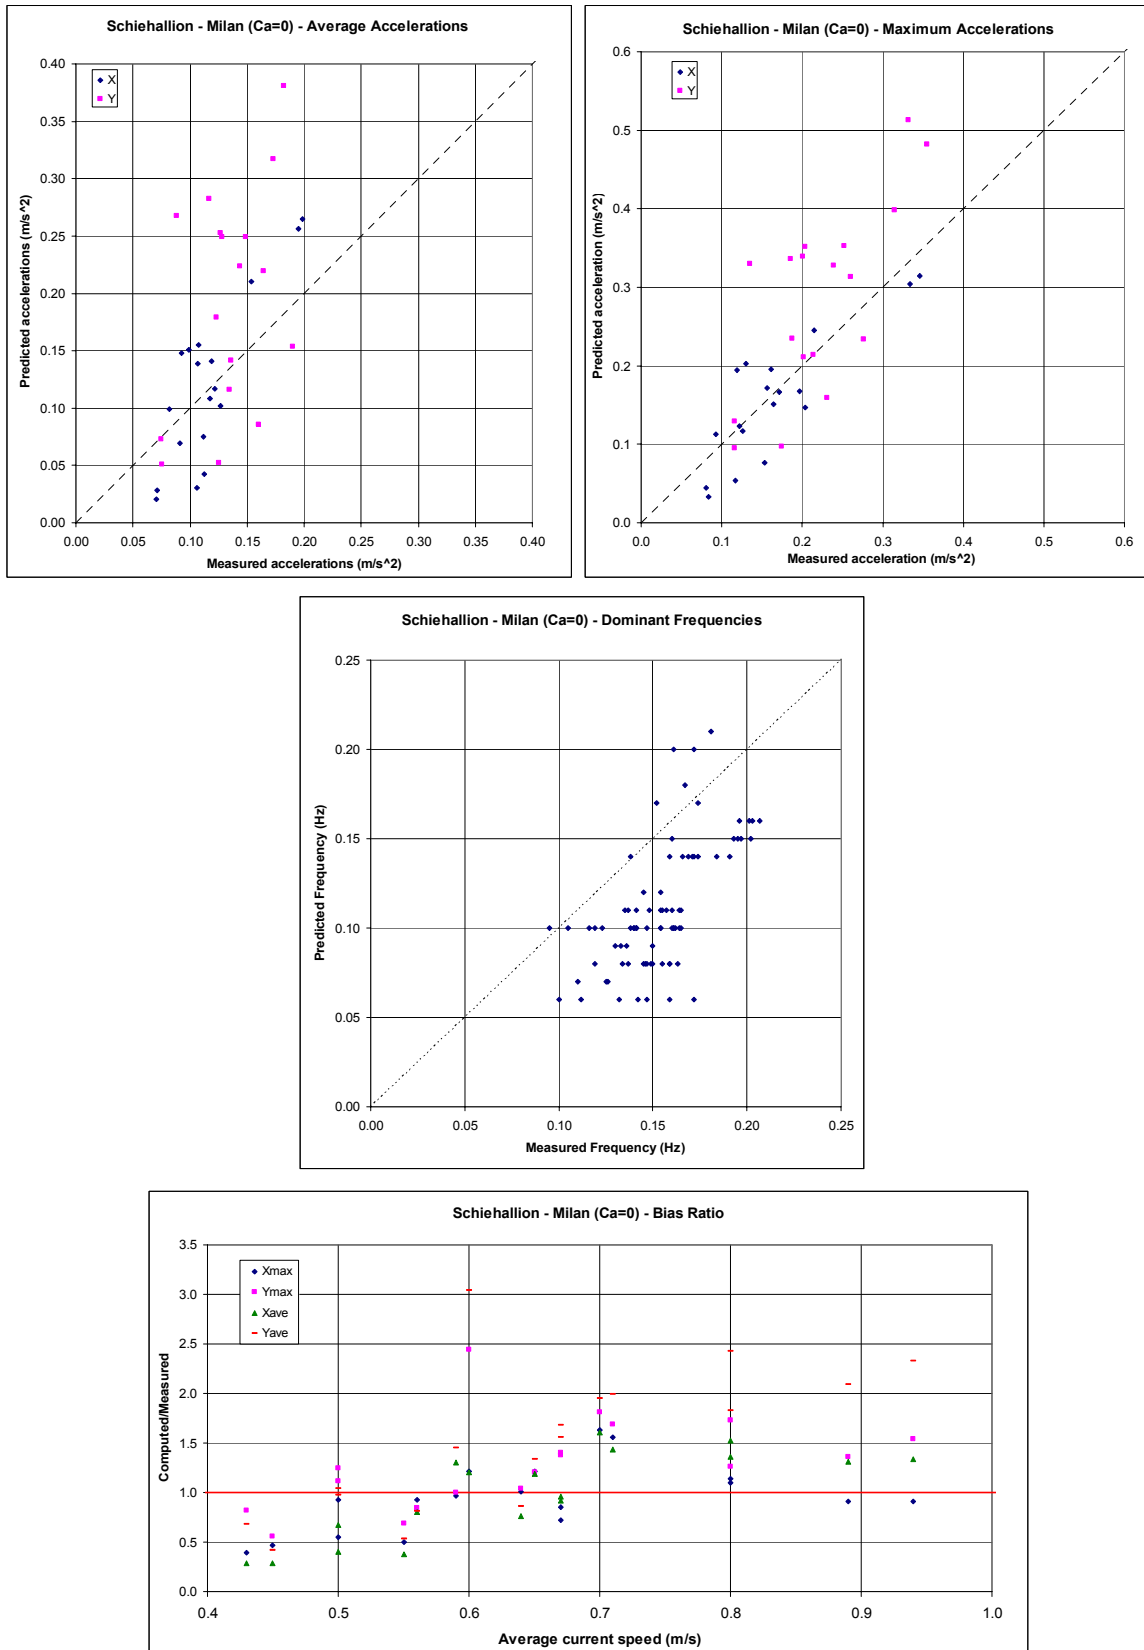 Schiehallion - Milan (Ca=0) - Average Accelerations
0.40
0.35
0.30
0.25
0.20
0.15
0.10
0.05
0.00
X
Y
Predicted accelerations (m/s^2)
0.00 0.05 0.10 0.15 0.20 0.25 0.30 0.35 0.40
Measured accelerations (m/s^2)
Schiehallion - Milan (Ca=0) - Maximum Accelerations
0.6
0.5
0.4
0.3
0.2
0.1
0.0
X
Y
Predicted acceleration (m/s^2)
0.0 0.1 0.2 0.3 0.4 0.5 0.6
Measured acceleration (m/s^2)
Schiehallion - Milan (Ca=0) - Dominant Frequencies
0.25
0.20
0.15
0.10
0.05
0.00
Predicted Frequency (Hz)
0.00 0.05 0.10 0.15 0.20 0.25
Measured Frequency (Hz)
Schiehallion - Milan (Ca=0) - Bias Ratio
3.5
3.0
2.5
2.0
1.5
1.0
0.5
0.0
Xmax
Ymax
Xave
Yave
Computed/Measured
0.4 0.5 0.6 0.7 0.8 0.9 1.0
Average current speed (m/s)